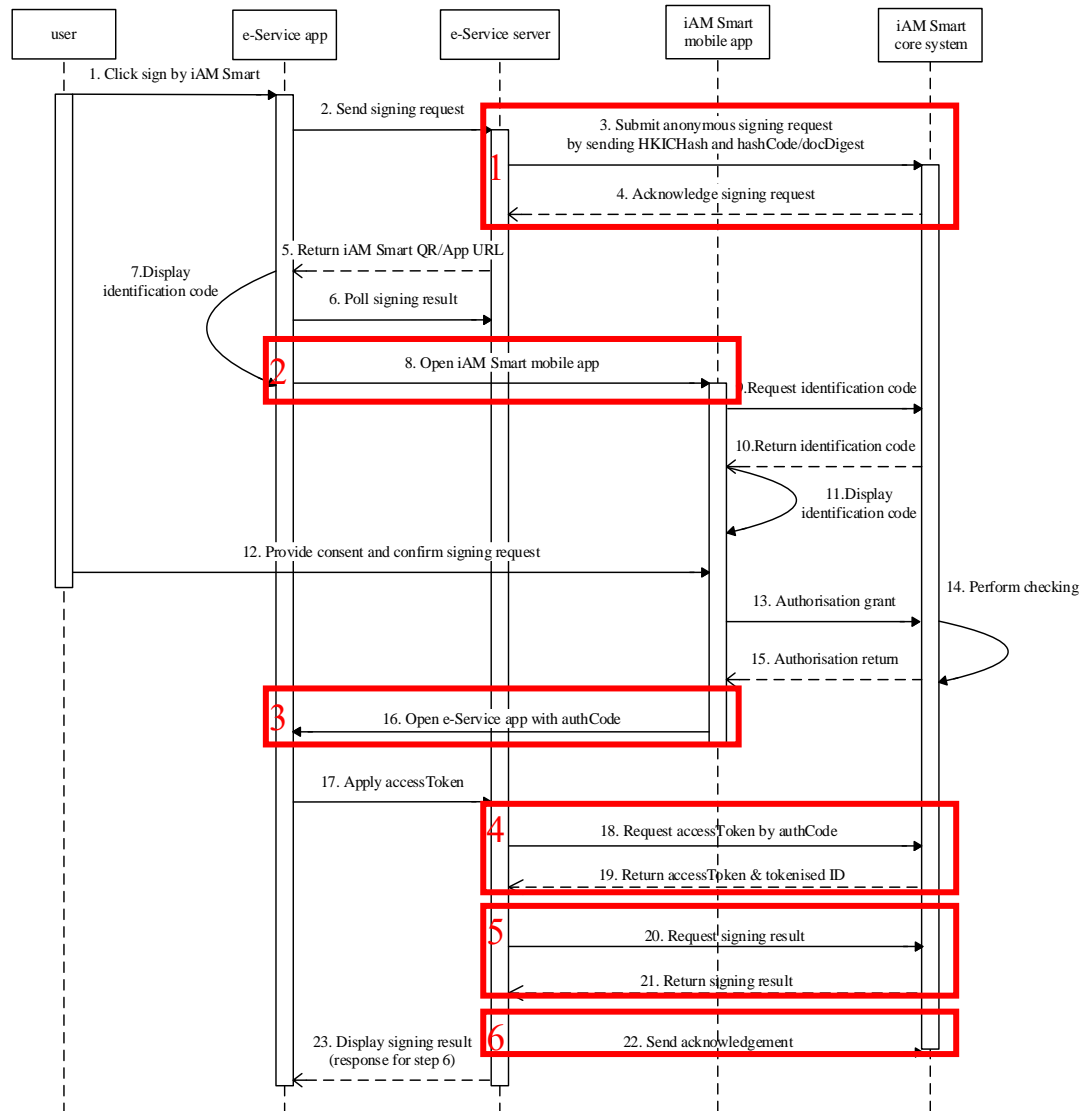 user
e-Service app
e-Service server
iAM Smart
mobile app
iAM Smart
core system
1. Click sign by iAM Smart
2. Send signing request
3. Submit anonymous signing request
by sending HKICHash and hashCode/docDigest
1
4. Acknowledge signing request
5. Return iAM Smart QR/App URL
7.Display
identification code
6. Poll signing result
2
8. Open iAM Smart mobile app
.Request identification code
10.Return identification code
11.Display
identification code
12. Provide consent and confirm signing request
13. Authorisation grant
14. Perform checking
15. Authorisation return
3
16. Open e-Service app with authCode
17. Apply accessToken
4
18. Request accessToken by authCode
19. Return accessToken & tokenised ID
5
20. Request signing result
21. Return signing result
6
22. Send acknowledgement
23. Display signing result
(response for step 6)